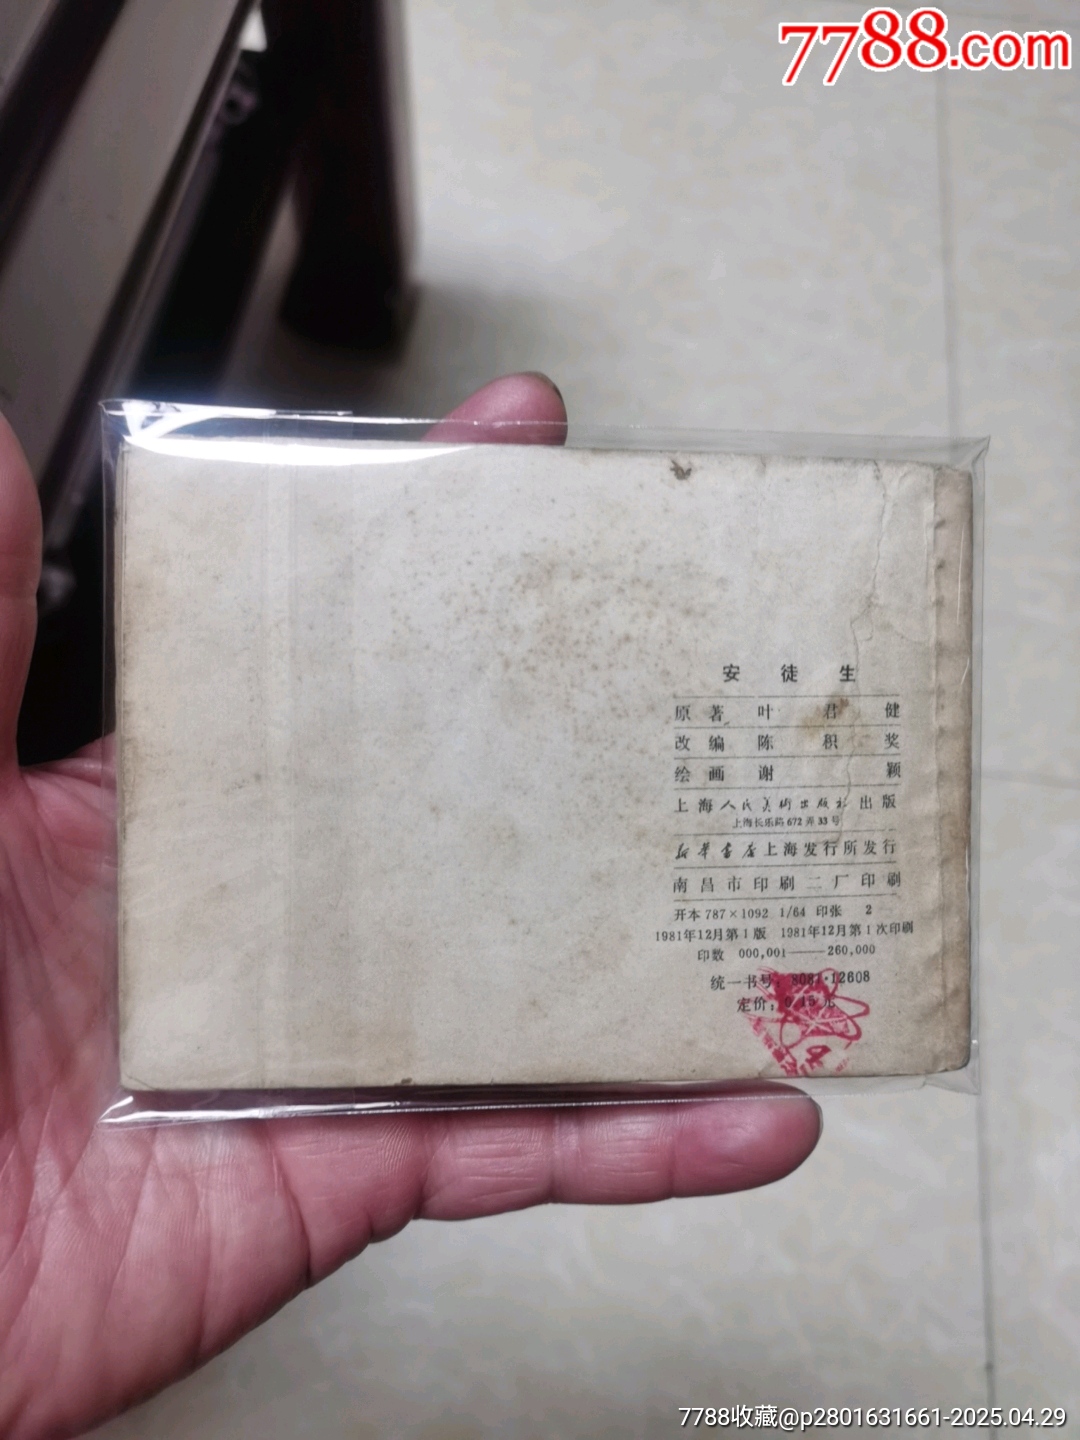 7788.com
安徒生
原著 叶君健
改编 陈积奖
绘画 谢颖
上海人民美术出版社出版
上海长乐路672弄33号
新华书店上海发行所发行
南昌市印刷二厂印刷
开本 787×1092 1/64 印张 2
1981年12月第1版 1981年12月第1次印刷
印数 000,001——260,000
统一书号：8081·12608
定价：0.15元
7788收藏@p2801631661-2025.04.29